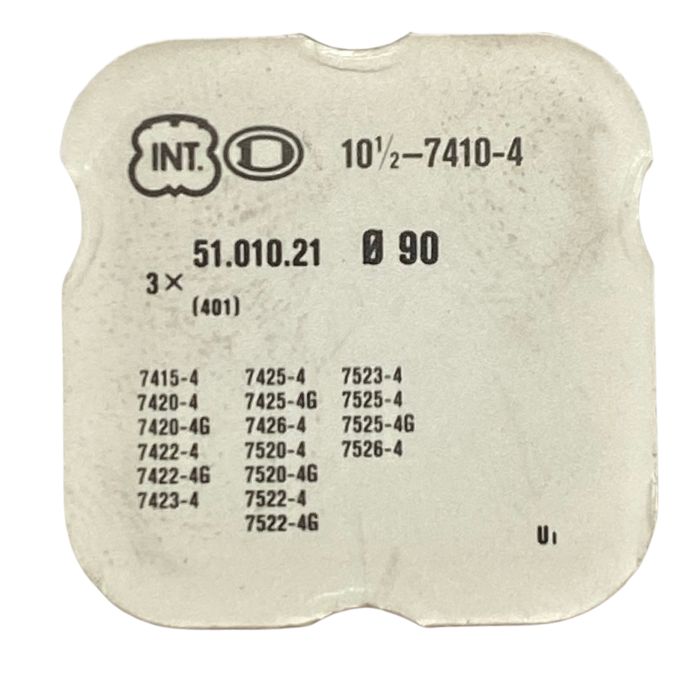 INT. 10½–7410-4
51.010.21 Ø 90
3×
(401)
7415-4 7425-4 7523-4
7420-4 7425-4G 7525-4
7420-4G 7426-4 7525-4G
7422-4 7520-4 7526-4
7422-4G 7520-4G
7423-4 7522-4
7522-4G